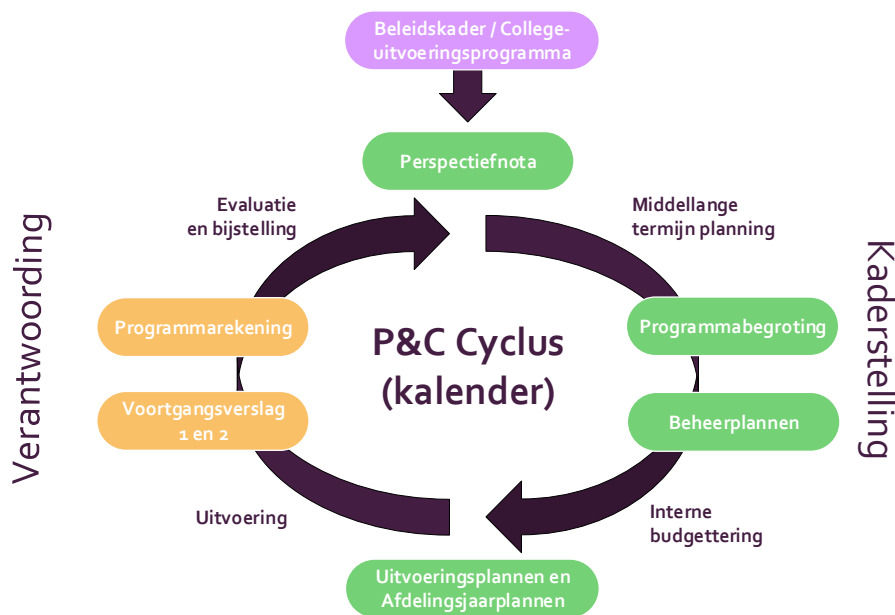 Beleidskader / College-
uitvoeringsprogramma
Perspectiefnota
Evaluatie
en bijstelling
Middellange
termijn planning
Verantwoording
Kaderstelling
Programmarekening
P&C Cyclus
(kalender)
Programmabegroting
Voortgangsverslag
1 en 2
Beheerplannen
Uitvoering
Interne
budgettering
Uitvoeringsplannen en
Afdelingsjaarplannen